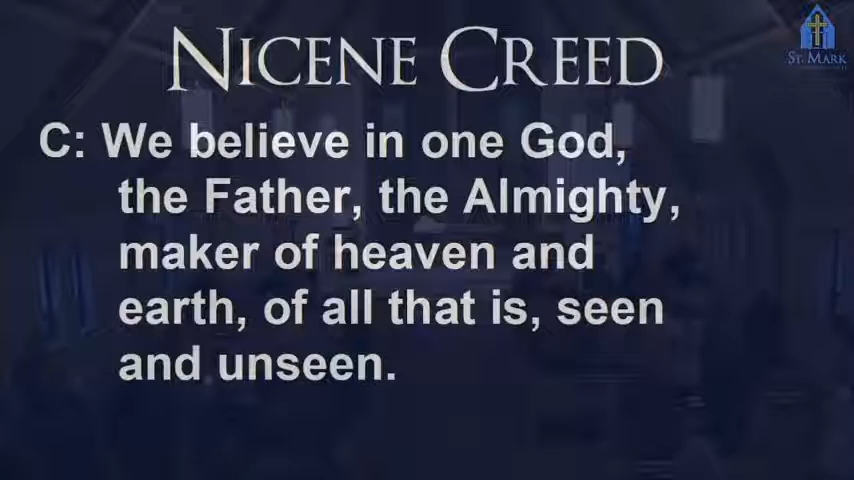 NICENE CREED
ST. MARK
C: We believe in one God,
the Father, the Almighty,
maker of heaven and
earth, of all that is, seen
and unseen.